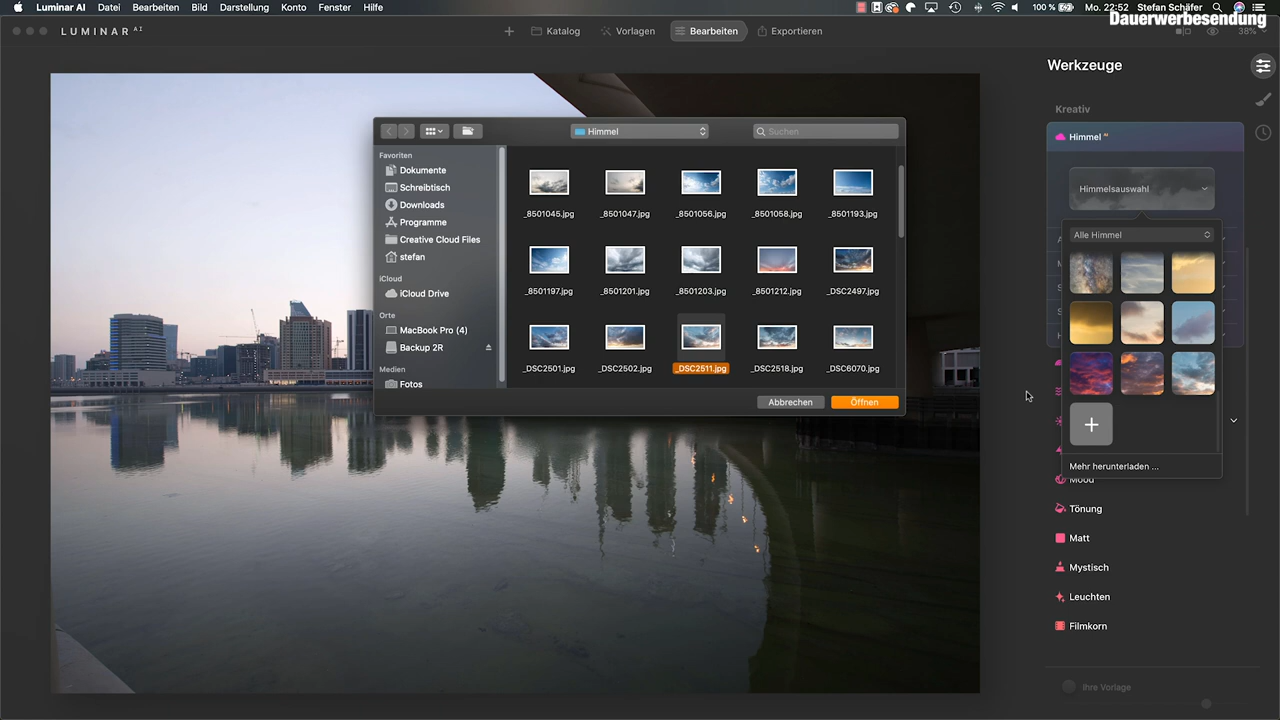 Luminar AI Datei Bearbeiten Bild Darstellung Konto Fenster Hilfe 100 % Mo. 22:52 Stefan Schäfer
Dauerwerbesendung
LUMINAR AI Katalog Vorlagen Bearbeiten Exportieren 38%
Werkzeuge
Kreativ
Himmel AI
Himmelsauswahl
Alle Himmel
Mehr herunterladen ...
Mood
Tönung
Matt
Mystisch
Leuchten
Filmkorn
Ihre Vorlage
Himmel
Suchen
Favoriten
Dokumente
Schreibtisch
Downloads
Programme
Creative Cloud Files
stefan
iCloud
iCloud Drive
Orte
MacBook Pro (4)
Backup 2R
Medien
Fotos
_8501045.jpg _8501047.jpg _8501056.jpg _8501058.jpg _8501193.jpg
_8501197.jpg _8501201.jpg _8501203.jpg _8501212.jpg _DSC2497.jpg
_DSC2501.jpg _DSC2502.jpg _DSC2511.jpg _DSC2518.jpg _DSC6070.jpg
Abbrechen Öffnen